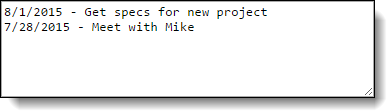 8/1/2015 - Get specs for new project
7/28/2015 - Meet with Mike